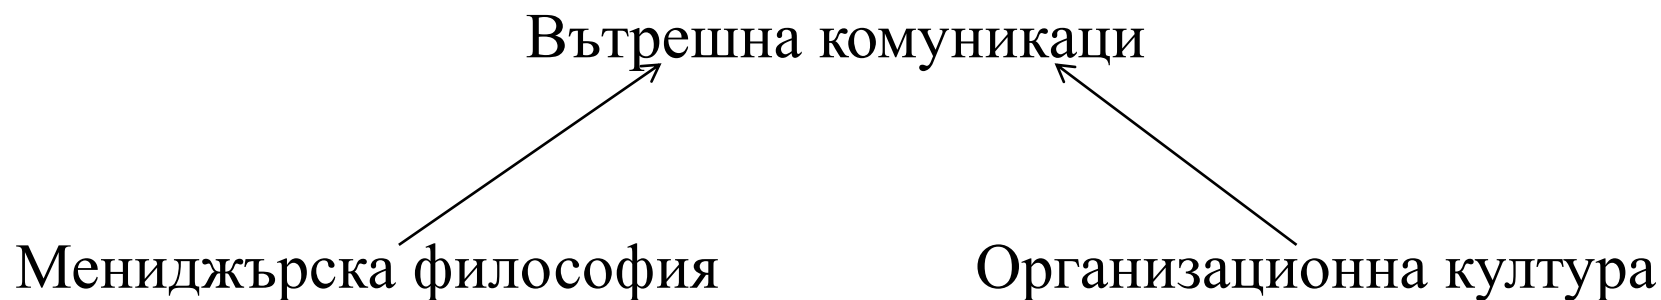 Вътрешна комуникаци
Мениджърска философия
Организационна култура